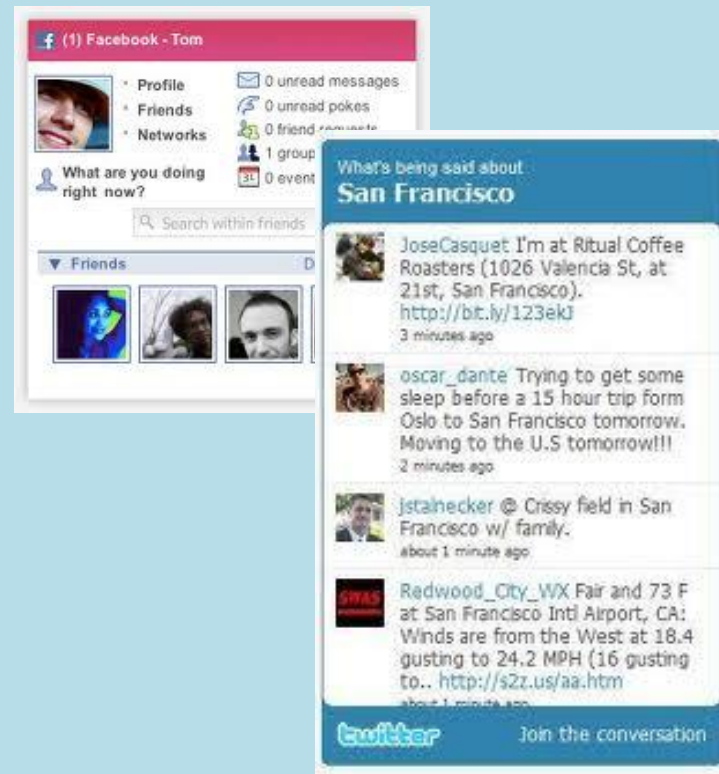 (1) Facebook - Tom
Profile
Friends
Networks
What are you doing
right now?
0 unread messages
0 unread pokes
0 friend requests
1 group
0 event
Search within friends
Friends
D
What's being said about
San Francisco
JoseCasquet I'm at Ritual Coffee
Roasters (1026 Valencia St, at
21st, San Francisco).
http://bit.ly/123ekJ
3 minutes ago
oscar_dante Trying to get some
sleep before a 15 hour trip form
Oslo to San Francisco tomorrow.
Moving to the U.S tomorrow!!!
2 minutes ago
jstainecker @ Crissy field in San
Francisco w/ family.
about 1 minute ago
SWAS
Redwood_City_WX Fair and 73 F
at San Francisco Intl Airport, CA:
Winds are from the West at 18.4
gusting to 24.2 MPH (16 gusting
to.. http://s2z.us/aa.htm
about 1 minute ago
twitter
Join the conversation